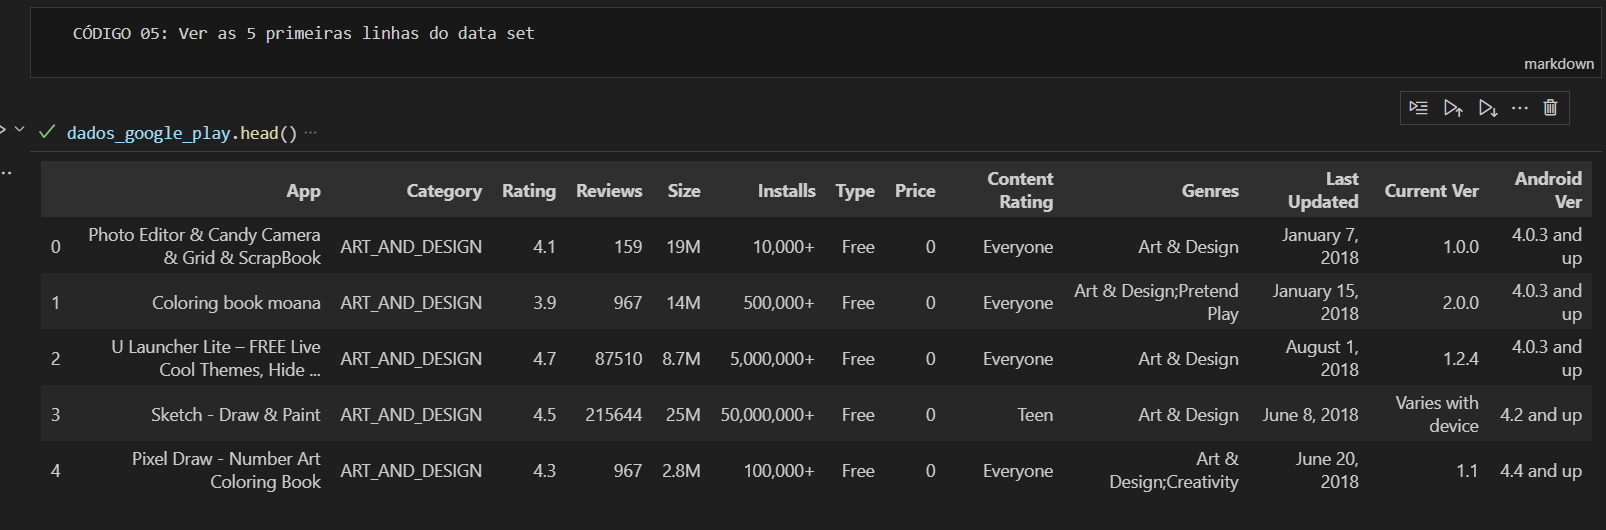 CÓDIGO 05: Ver as 5 primeiras linhas do data set
markdown
dados_google_play.head() ...
App Category Rating Reviews Size Installs Type Price Content Rating Genres Last Updated Current Ver Android Ver
0 Photo Editor & Candy Camera & Grid & ScrapBook ART_AND_DESIGN 4.1 159 19M 10,000+ Free 0 Everyone Art & Design January 7, 2018 1.0.0 4.0.3 and up
1 Coloring book moana ART_AND_DESIGN 3.9 967 14M 500,000+ Free 0 Everyone Art & Design;Pretend Play January 15, 2018 2.0.0 4.0.3 and up
2 U Launcher Lite – FREE Live Cool Themes, Hide ... ART_AND_DESIGN 4.7 87510 8.7M 5,000,000+ Free 0 Everyone Art & Design August 1, 2018 1.2.4 4.0.3 and up
3 Sketch - Draw & Paint ART_AND_DESIGN 4.5 215644 25M 50,000,000+ Free 0 Teen Art & Design June 8, 2018 Varies with device 4.2 and up
4 Pixel Draw - Number Art Coloring Book ART_AND_DESIGN 4.3 967 2.8M 100,000+ Free 0 Everyone Art & Design;Creativity June 20, 2018 1.1 4.4 and up